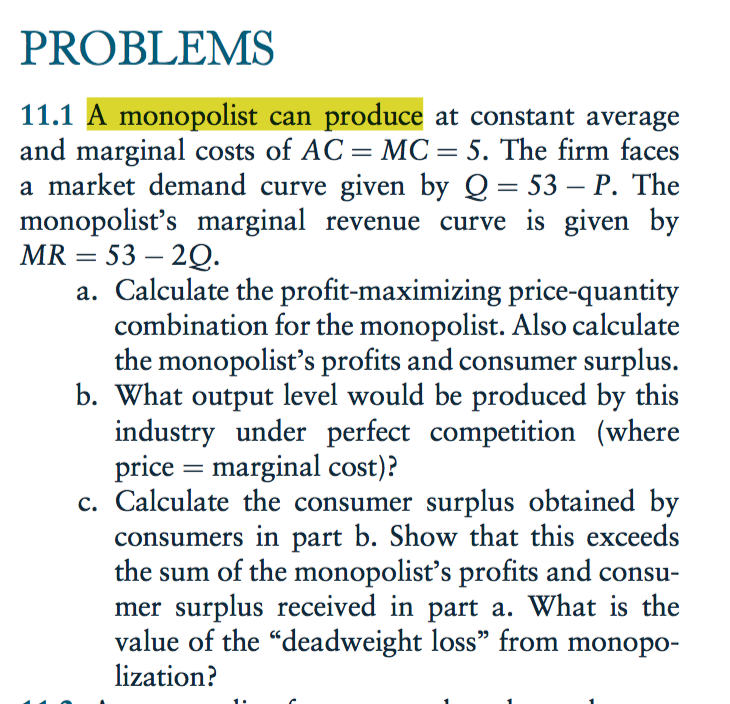 PROBLEMS
11.1 A monopolist can produce at constant average
and marginal costs of AC = MC = 5. The firm faces
a market demand curve given by Q = 53 – P. The
monopolist’s marginal revenue curve is given by
MR = 53 – 2Q.
a. Calculate the profit-maximizing price-quantity
combination for the monopolist. Also calculate
the monopolist’s profits and consumer surplus.
b. What output level would be produced by this
industry under perfect competition (where
price = marginal cost)?
c. Calculate the consumer surplus obtained by
consumers in part b. Show that this exceeds
the sum of the monopolist’s profits and consu-
mer surplus received in part a. What is the
value of the “deadweight loss” from monopo-
lization?